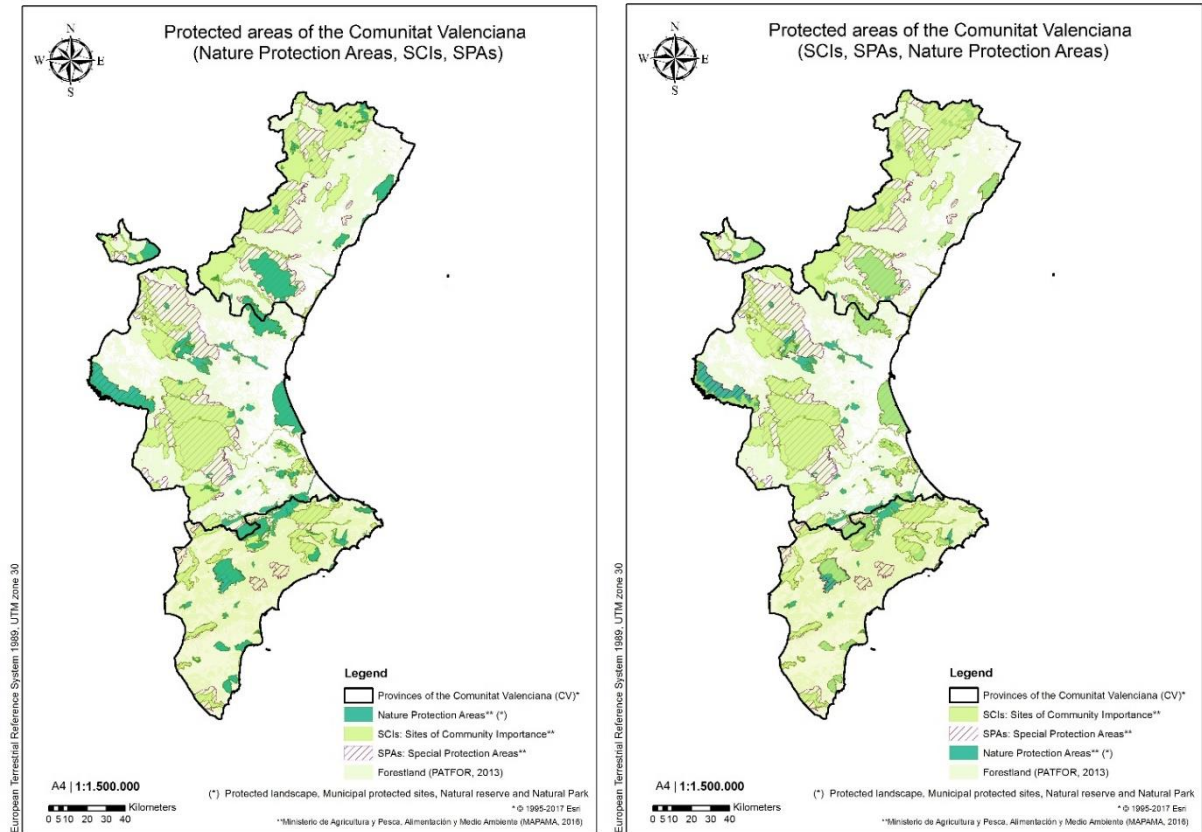 N
W E
S
Protected areas of the Comunitat Valenciana
(Nature Protection Areas, SCIs, SPAs)
European Terrestrial Reference System 1989, UTM zone 30
Legend
Provinces of the Comunitat Valenciana (CV)*
Nature Protection Areas** (*)
SCIs: Sites of Community Importance**
SPAs: Special Protection Areas**
Forestland (PATFOR, 2013)
A4 | 1:1.500.000
Kilometers
0 5 10 20 30 40
(*) Protected landscape, Municipal protected sites, Natural reserve and Natural Park
* © 1995-2017 Esri
**Ministerio de Agricultura y Pesca, Alimentación y Medio Ambiente (MAPAMA, 2016)
N
W E
S
Protected areas of the Comunitat Valenciana
(SCIs, SPAs, Nature Protection Areas)
European Terrestrial Reference System 1989, UTM zone 30
Legend
Provinces of the Comunitat Valenciana (CV)*
SCIs: Sites of Community Importance**
SPAs: Special Protection Areas**
Nature Protection Areas** (*)
Forestland (PATFOR, 2013)
A4 | 1:1.500.000
Kilometers
0 5 10 20 30 40
(*) Protected landscape, Municipal protected sites, Natural reserve and Natural Park
* © 1995-2017 Esri
**Ministerio de Agricultura y Pesca, Alimentación y Medio Ambiente (MAPAMA, 2016)